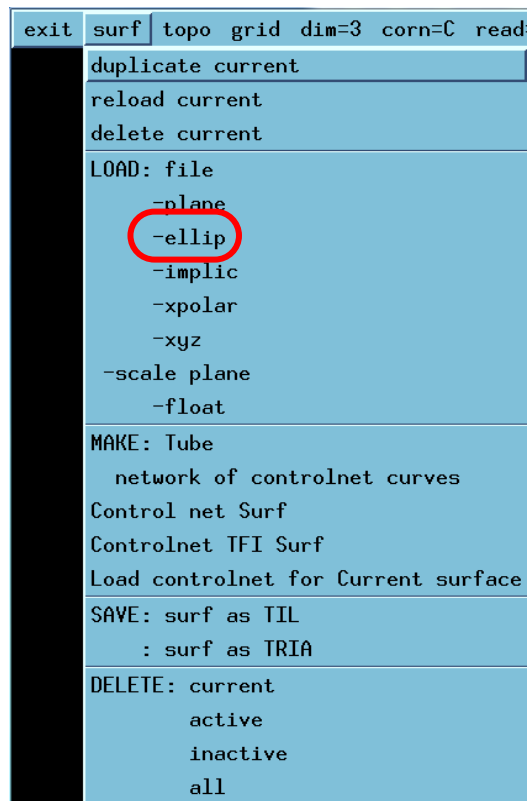 exit surf topo grid dim=3 corn=C read=
duplicate current
reload current
delete current
LOAD: file
-plane
-ellip
-implic
-xpolar
-xyz
-scale plane
-float
MAKE: Tube
network of controlnet curves
Control net Surf
Controlnet TFI Surf
Load controlnet for Current surface
SAVE: surf as TIL
: surf as TRIA
DELETE: current
active
inactive
all